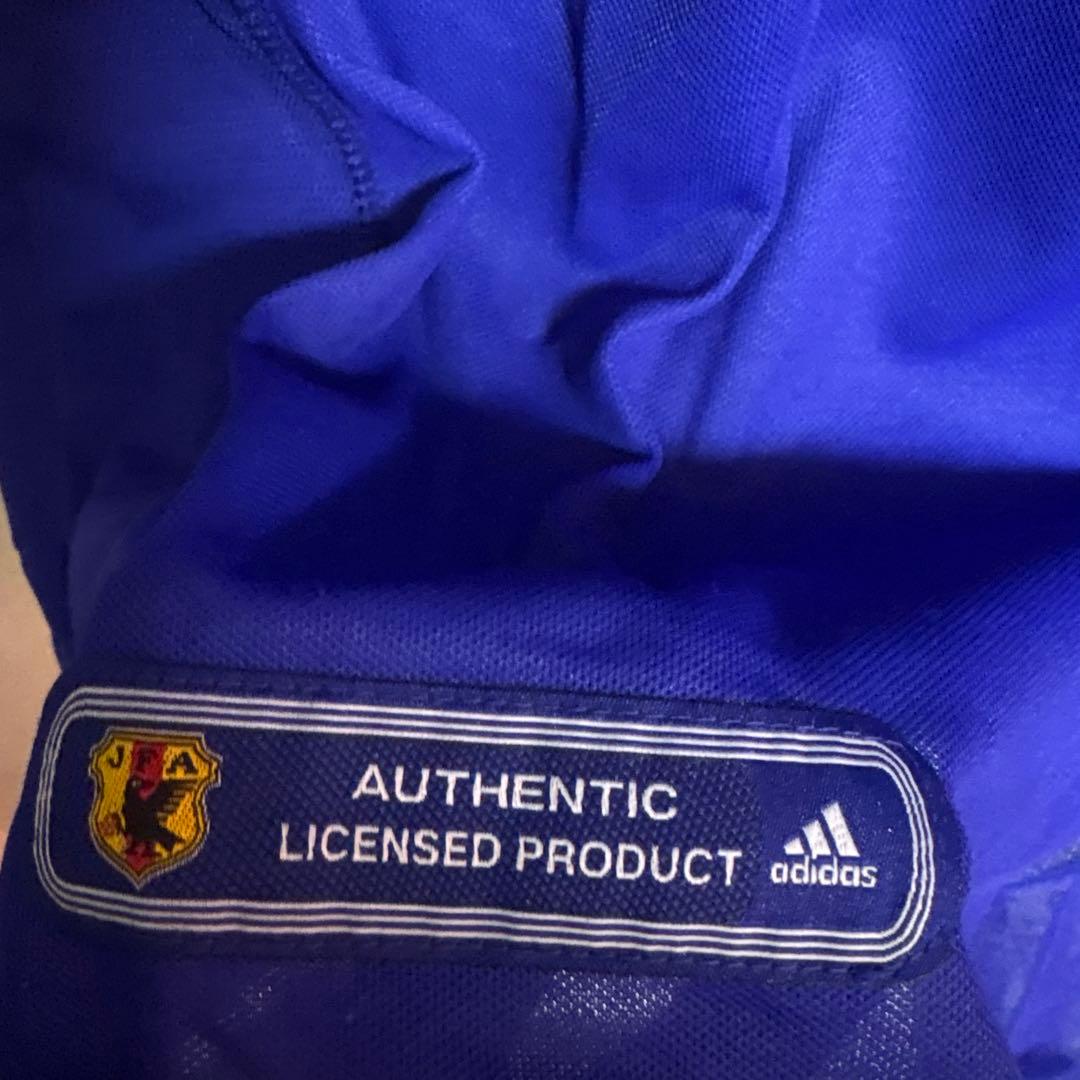 JFA
AUTHENTIC
LICENSED PRODUCT
adidas